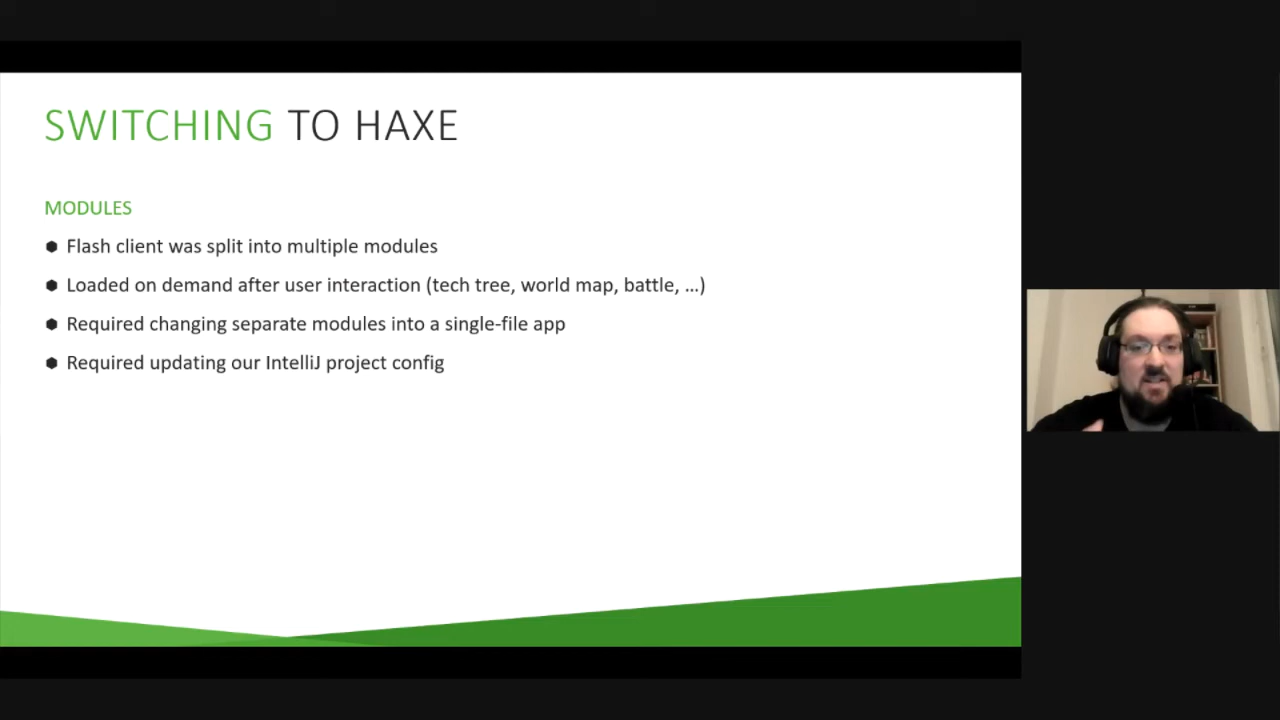 SWITCHING TO HAXE
MODULES
Flash client was split into multiple modules
Loaded on demand after user interaction (tech tree, world map, battle, …)
Required changing separate modules into a single-file app
Required updating our IntelliJ project config